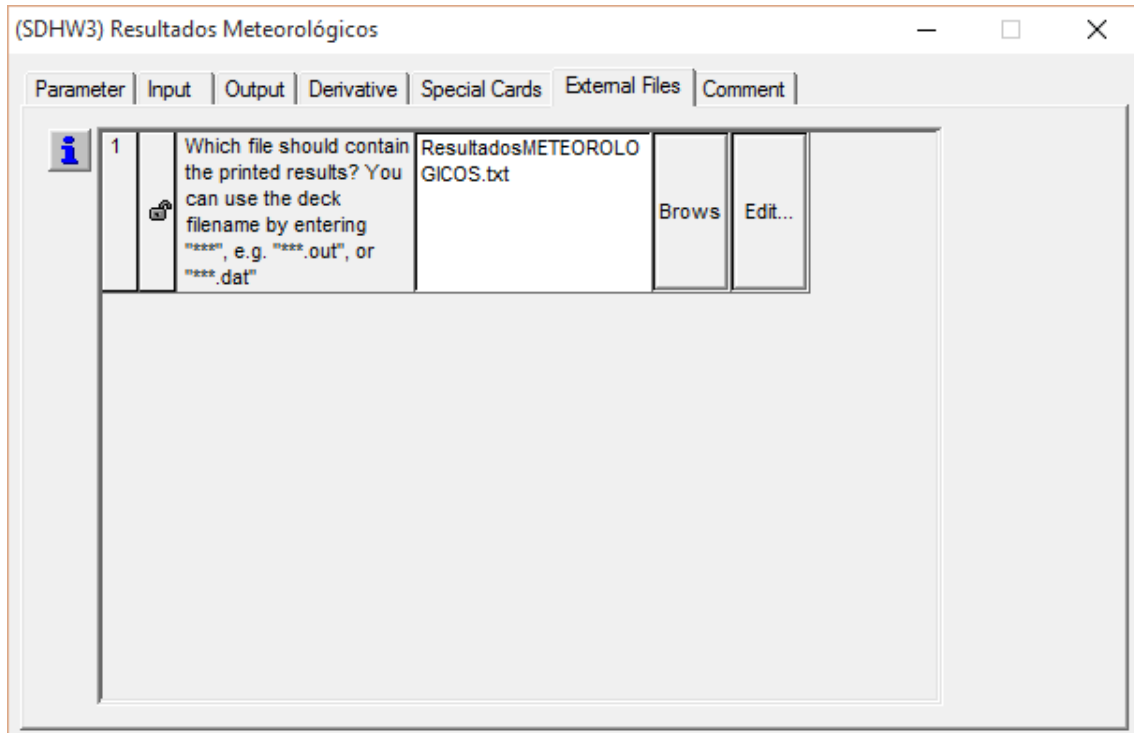 (SDHW3) Resultados Meteorológicos
Parameter Input Output Derivative Special Cards External Files Comment
1
Which file should contain
the printed results? You
can use the deck
filename by entering
"***", e.g. "***.out", or
"***.dat"
ResultadosMETEOROLO
GICOS.txt
Brows
Edit...